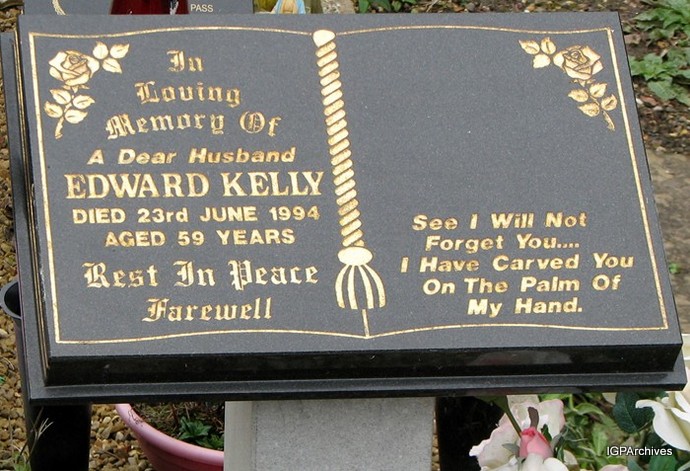 PASS
In
Loving
Memory Of
A Dear Husband
EDWARD KELLY
DIED 23rd JUNE 1994
AGED 59 YEARS
Rest In Peace
Farewell
See I Will Not
Forget You....
I Have Carved You
On The Palm Of
My Hand.
IGPArchives